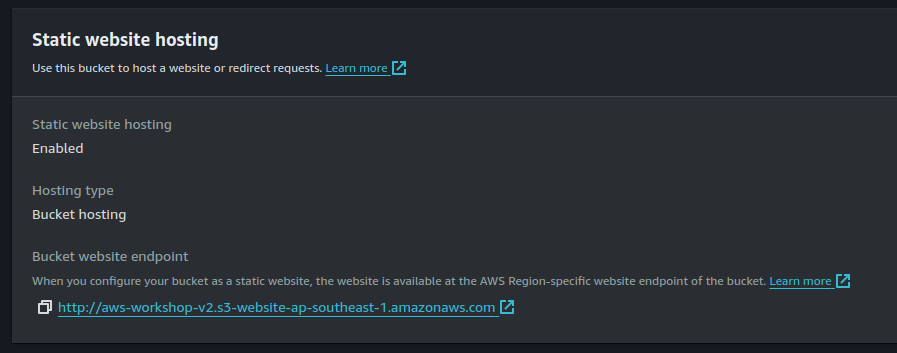 Static website hosting
Use this bucket to host a website or redirect requests. Learn more
Static website hosting
Enabled
Hosting type
Bucket hosting
Bucket website endpoint
When you configure your bucket as a static website, the website is available at the AWS Region-specific website endpoint of the bucket. Learn more
http://aws-workshop-v2.s3-website-ap-southeast-1.amazonaws.com